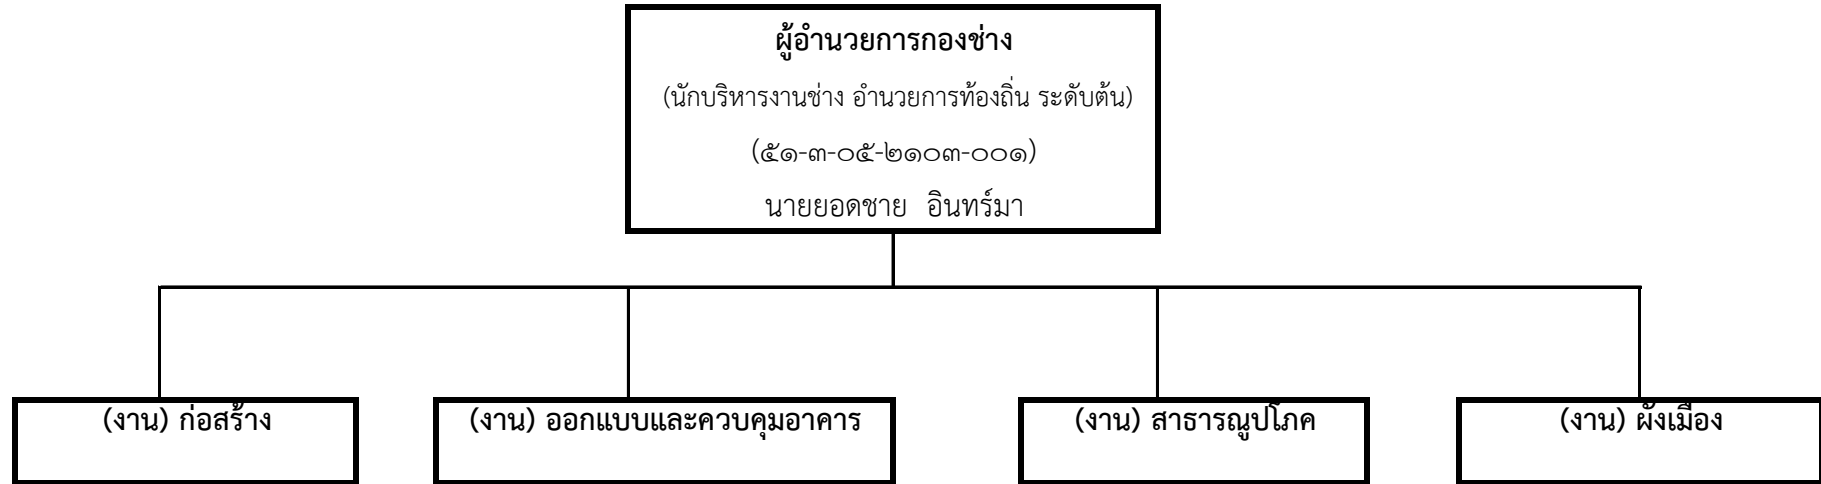 ผู้อำนวยการกองช่าง
(นักบริหารงานช่าง อำนวยการท้องถิ่น ระดับต้น)
(๕๑-๓-๐๕-๒๑๐๓-๐๐๑)
นายยอดชาย อินทร์มา
(งาน) ก่อสร้าง
(งาน) ออกแบบและควบคุมอาคาร
(งาน) สาธารณูปโภค
(งาน) ผังเมือง